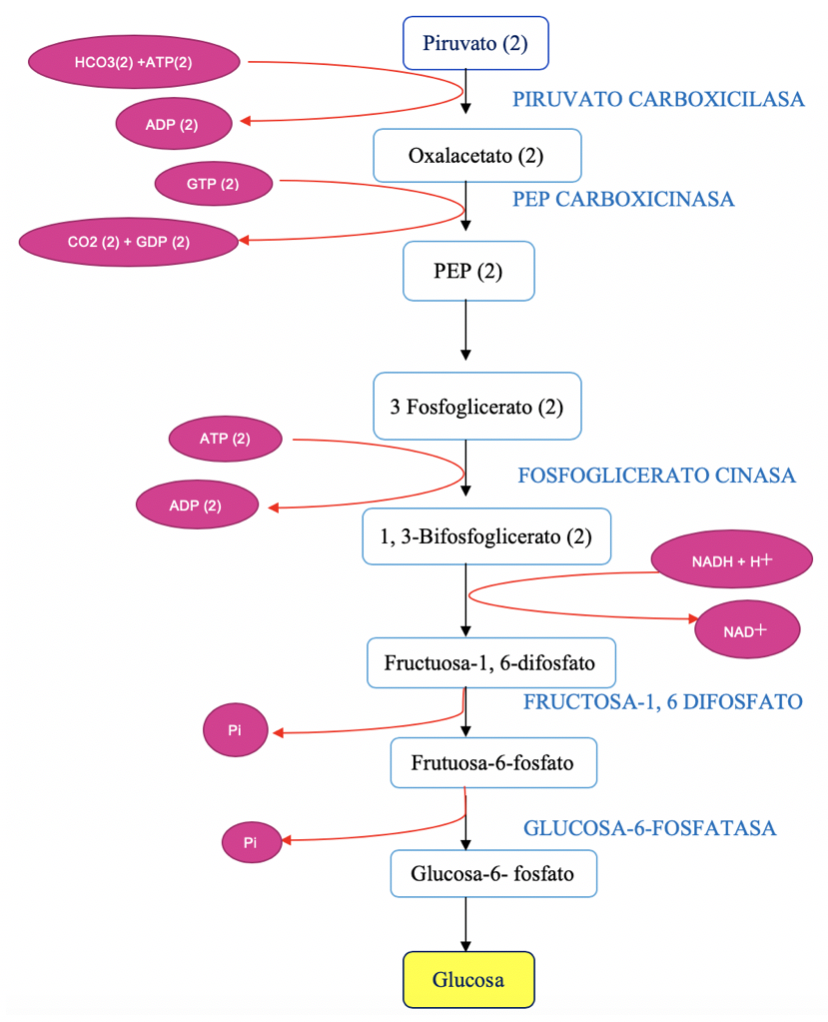 Piruvato (2)
HCO3(2) +ATP(2)
PIRUVATO CARBOXICILASA
ADP (2)
Oxalacetato (2)
GTP (2)
PEP CARBOXICINASA
CO2 (2) + GDP (2)
PEP (2)
3 Fosfoglicerato (2)
ATP (2)
FOSFOGLICERATO CINASA
ADP (2)
1, 3-Bifosfoglicerato (2)
NADH + H+
NAD+
Fructuosa-1, 6-difosfato
FRUCTOSA-1, 6 DIFOSFATO
Pi
Frutuosa-6-fosfato
GLUCOSA-6-FOSFATASA
Pi
Glucosa-6- fosfato
Glucosa